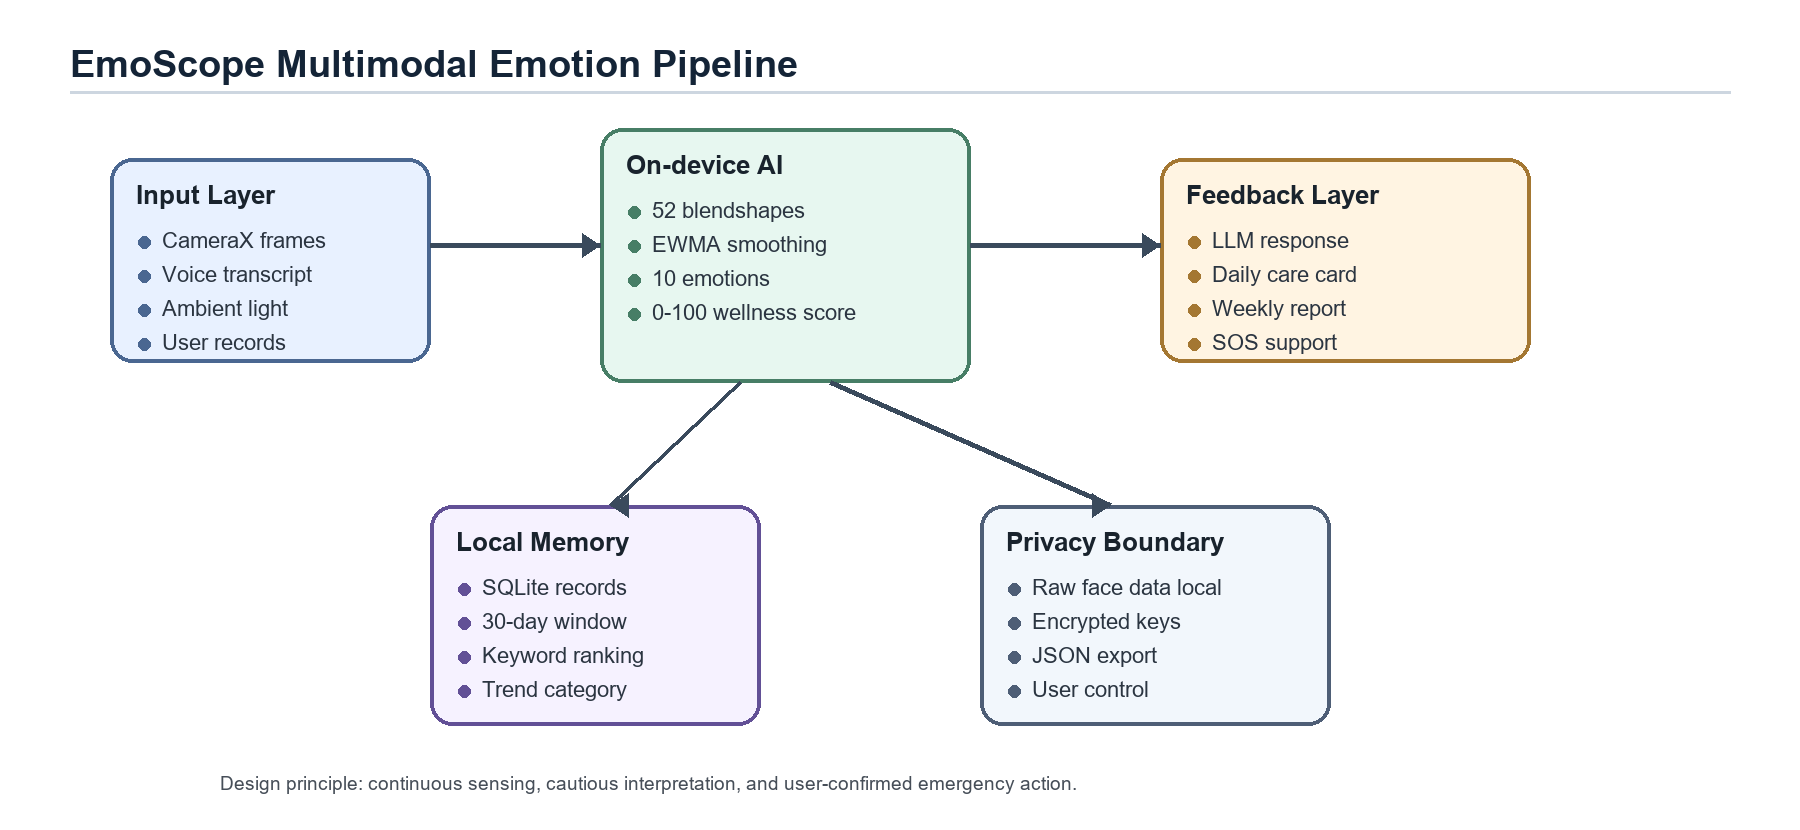 EmoScope Multimodal Emotion Pipeline
Input Layer
CameraX frames
Voice transcript
Ambient light
User records
On-device AI
52 blendshapes
EWMA smoothing
10 emotions
0-100 wellness score
Feedback Layer
LLM response
Daily care card
Weekly report
SOS support
Local Memory
SQLite records
30-day window
Keyword ranking
Trend category
Privacy Boundary
Raw face data local
Encrypted keys
JSON export
User control
Design principle: continuous sensing, cautious interpretation, and user-confirmed emergency action.